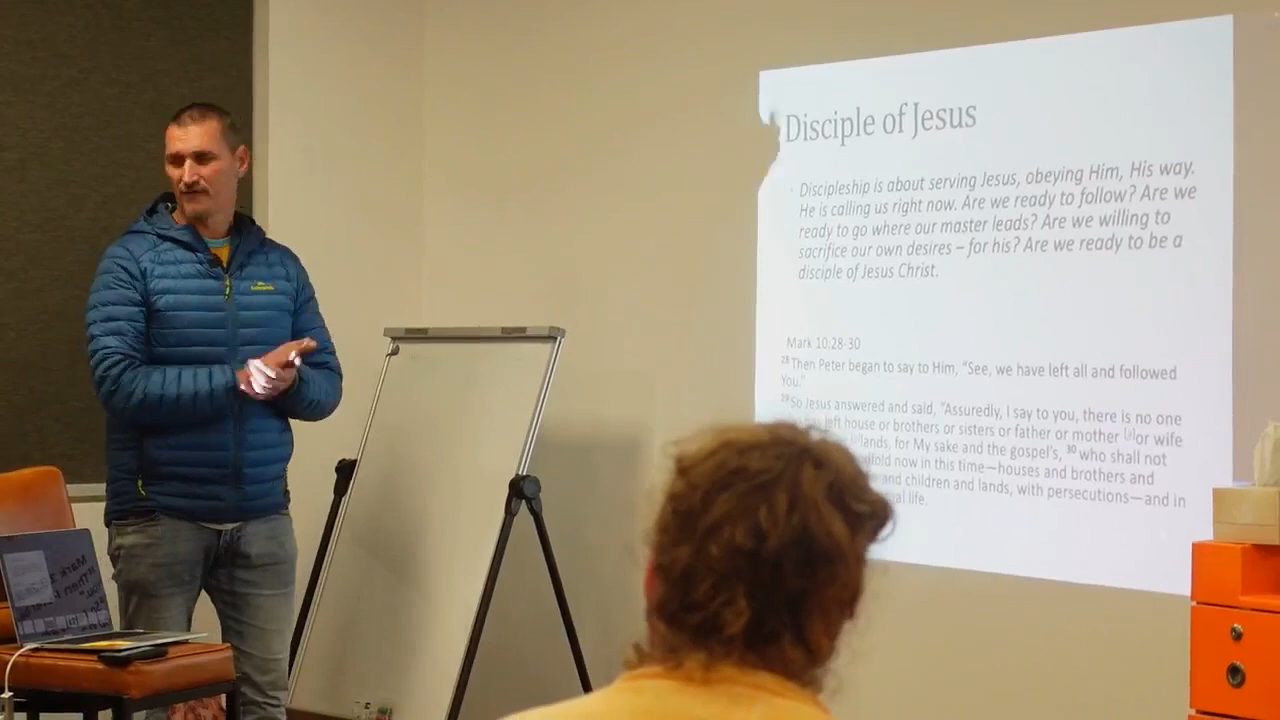 Disciple of Jesus
Discipleship is about serving Jesus, obeying Him, His way.
He is calling us right now. Are we ready to follow? Are we
ready to go where our master leads? Are we willing to
sacrifice our own desires – for his? Are we ready to be a
disciple of Jesus Christ.
Mark 10:28-30
28 Then Peter began to say to Him, “See, we have left all and followed
You.”
29 So Jesus answered and said, “Assuredly, I say to you, there is no one
has left house or brothers or sisters or father or mother [a]or wife
lands, for My sake and the gospel’s, 30 who shall not
now in this time—houses and brothers and
and children and lands, with persecutions—and in
life.